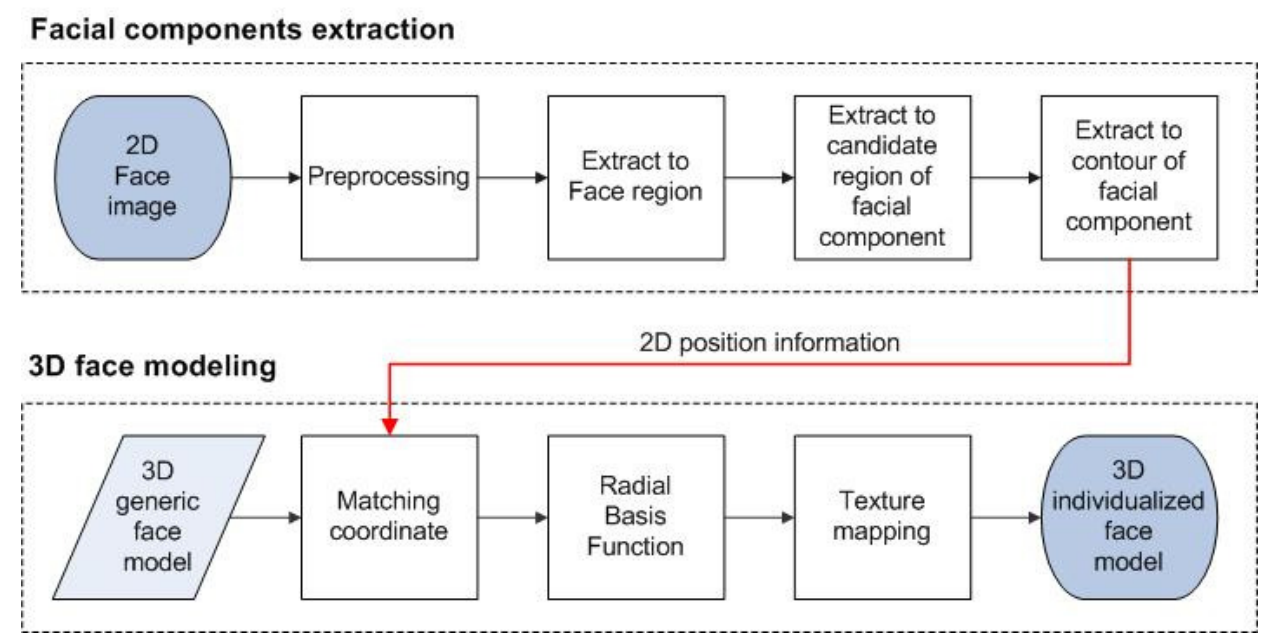 Facial components extraction
2D
Face
image
Preprocessing
Extract to
Face region
Extract to
candidate
region of
facial
component
Extract to
contour of
facial
component
2D position information
3D face modeling
3D
generic
face
model
Matching
coordinate
Radial
Basis
Function
Texture
mapping
3D
individualized
face
model